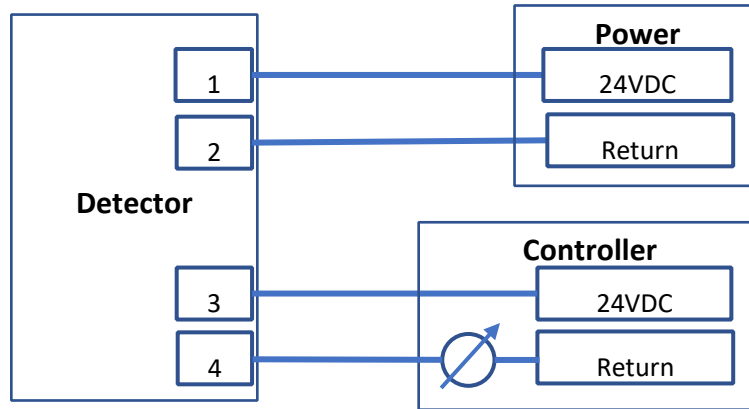 Power
1
24VDC
2
Return
Detector
Controller
3
24VDC
4
Return